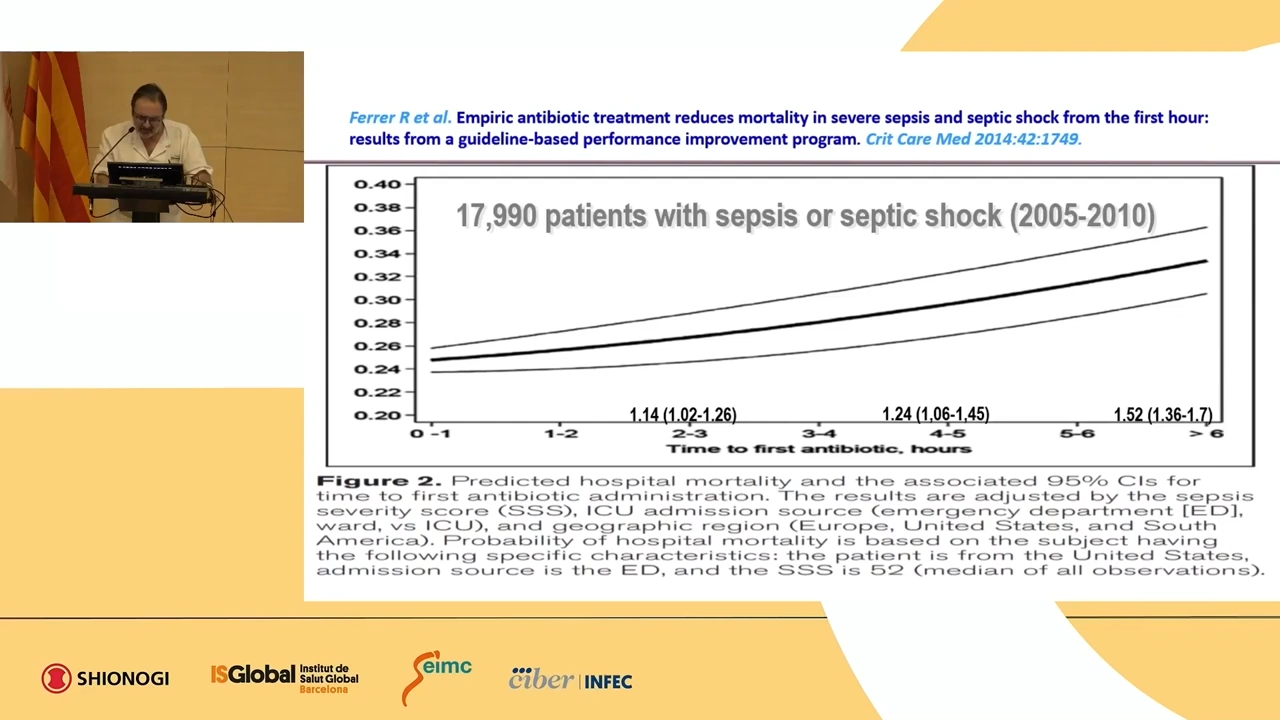 Ferrer R et al. Empiric antibiotic treatment reduces mortality in severe sepsis and septic shock from the first hour:
results from a guideline-based performance improvement program. Crit Care Med 2014:42:1749.
17,990 patients with sepsis or septic shock (2005-2010)
0.40
0.38
0.36
0.34
0.32
0.30
0.28
0.26
0.24
0.22
0.20
1.14 (1.02-1.26)
1.24 (1,06-1,45)
1.52 (1.36-1.7)
0 -1
1-2
2-3
3-4
4-5
5-6
> 6
Time to first antibiotic, hours
Figure 2. Predicted hospital mortality and the associated 95% CIs for
time to first antibiotic administration. The results are adjusted by the sepsis
severity score (SSS), ICU admission source (emergency department [ED],
ward, vs ICU), and geographic region (Europe, United States, and South
America). Probability of hospital mortality is based on the subject having
the following specific characteristics: the patient is from the United States,
admission source is the ED, and the SSS is 52 (median of all observations).
SHIONOGI
ISGlobal
Institut de
Salut Global
Barcelona
Seimc
ciber | INFEC